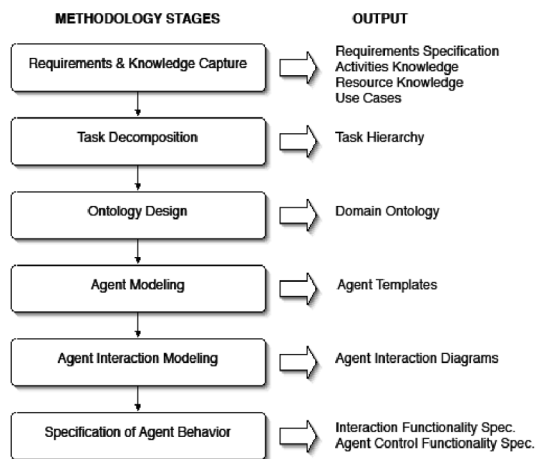 METHODOLOGY STAGES OUTPUT
Requirements & Knowledge Capture
Requirements Specification
Activities Knowledge
Resource Knowledge
Use Cases
Task Decomposition
Task Hierarchy
Ontology Design
Domain Ontology
Agent Modeling
Agent Templates
Agent Interaction Modeling
Agent Interaction Diagrams
Specification of Agent Behavior
Interaction Functionality Spec.
Agent Control Functionality Spec.